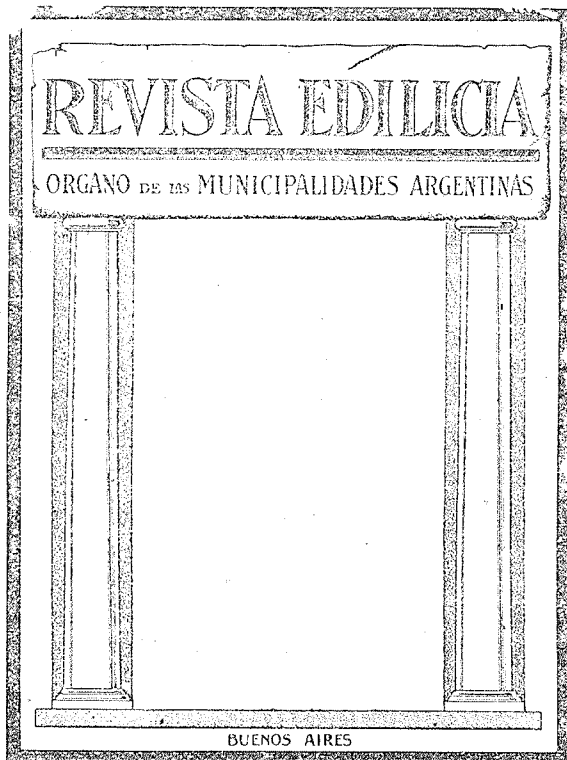 REVISTA EDILICIA
ORGANO DE LAS MUNICIPALIDADES ARGENTINAS
BUENOS AIRES